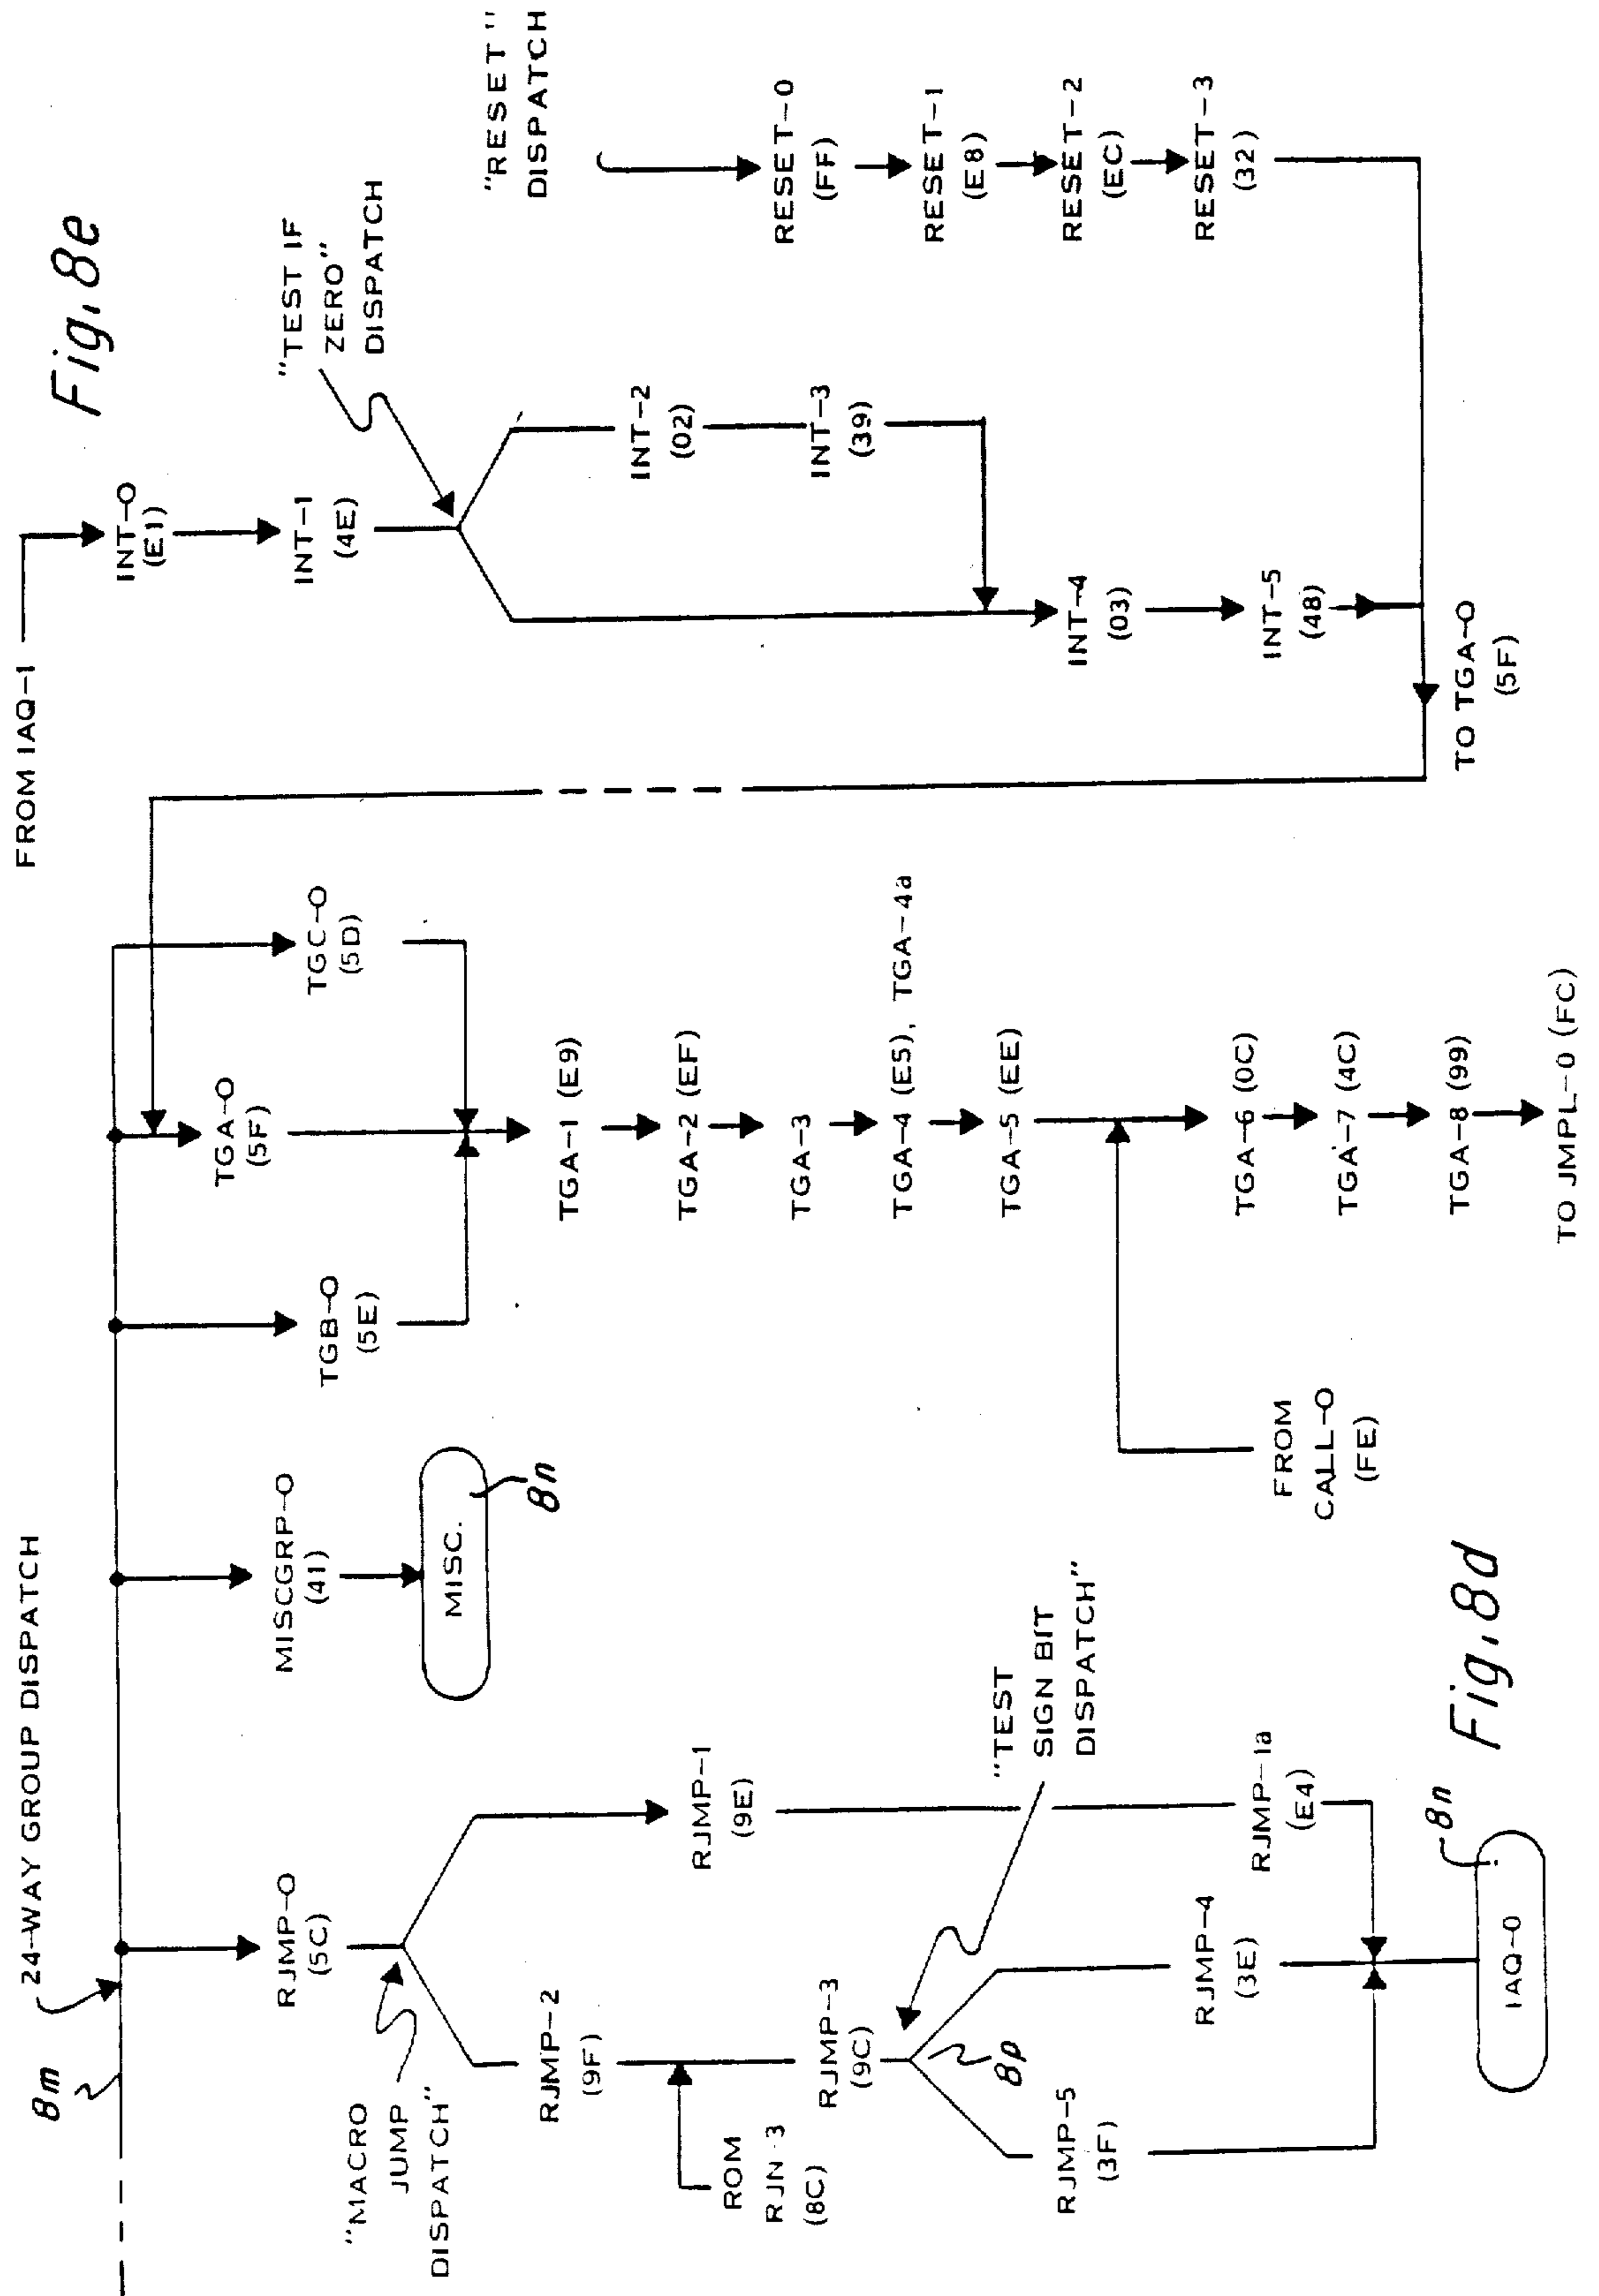 24-WAY GROUP DISPATCH
8m
RJMP-0
(5C)
"MACRO
JUMP
DISPATCH"
RJMP-2
(9F)
RJMP-1
(9E)
ROM
RJN-3
(8C)
RJMP-3
(9C)
"TEST
SIGN BIT
DISPATCH"
8p
RJMP-5
(3F)
RJMP-4
(3E)
RJMP-1a
(E4)
IAQ-0
8n
Fig. 8d
MISCGRP-0
(41)
MISC.
8n
TGB-0
(5E)
TGA-0
(5F)
TGC-0
(5D)
TGA-1 (E9)
TGA-2 (EF)
TGA-3
TGA-4 (E5), TGA-4a
TGA-5 (EE)
FROM
CALL-0
(FE)
TGA-6 (0C)
TGA-7 (4C)
TGA-8 (99)
TO JMPL-0 (FC)
Fig. 8e
FROM IAQ-1
INT-0
(E1)
INT-1
(4E)
"TEST IF
ZERO"
DISPATCH
INT-2
(02)
INT-3
(39)
INT-4
(03)
INT-5
(48)
TO TGA-0
(5F)
"RESET"
DISPATCH
RESET-0
(FF)
RESET-1
(E8)
RESET-2
(EC)
RESET-3
(32)